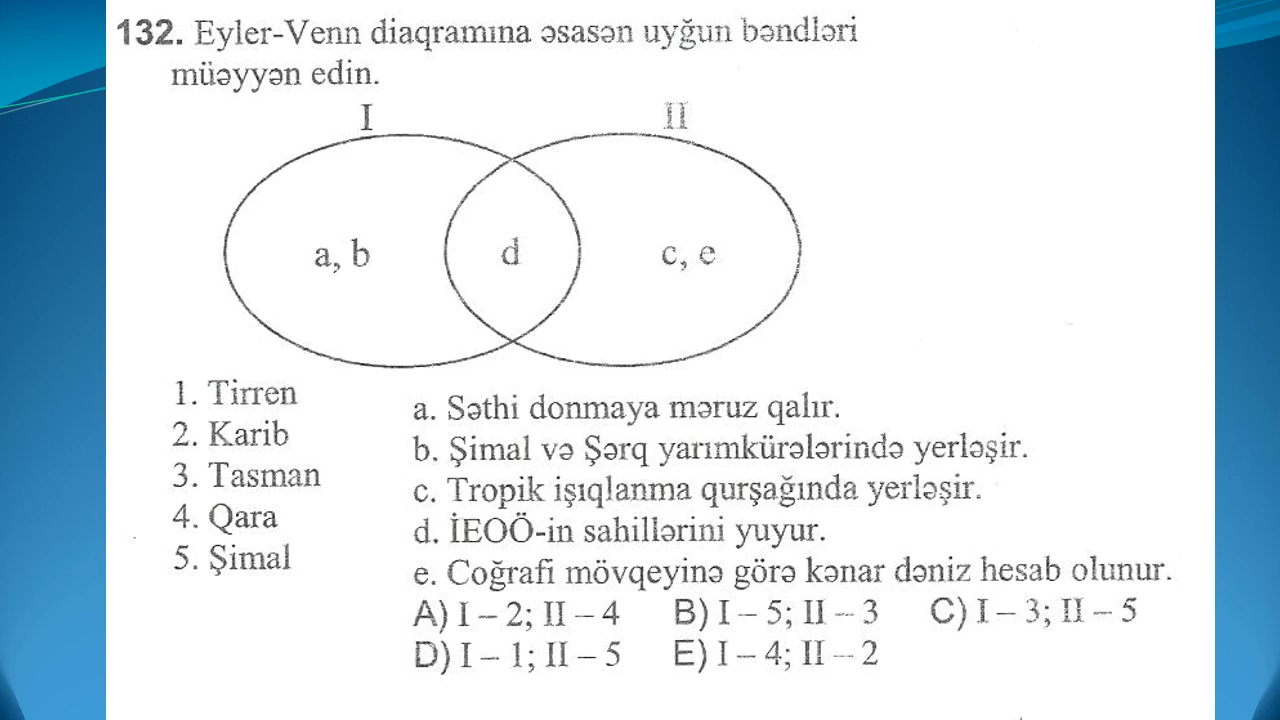 132. Eyler-Venn diaqramına əsasən uyğun bəndləri
müəyyən edin.
I II
a, b d c, e
1. Tirren
2. Karib
3. Tasman
4. Qara
5. Şimal
a. Səthi donmaya məruz qalır.
b. Şimal və Şərq yarımkürələrində yerləşir.
c. Tropik işıqlanma qurşağında yerləşir.
d. İEOÖ-in sahillərini yuyur.
e. Coğrafi mövqeyinə görə kənar dəniz hesab olunur.
A) I – 2; II – 4 B) I – 5; II – 3 C) I – 3; II – 5
D) I – 1; II – 5 E) I – 4; II – 2